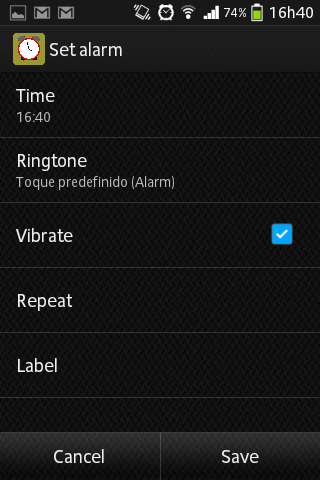 74% 16h40
Set alarm
Time
16:40
Ringtone
Toque predefinido (Alarm)
Vibrate
Repeat
Label
Cancel Save